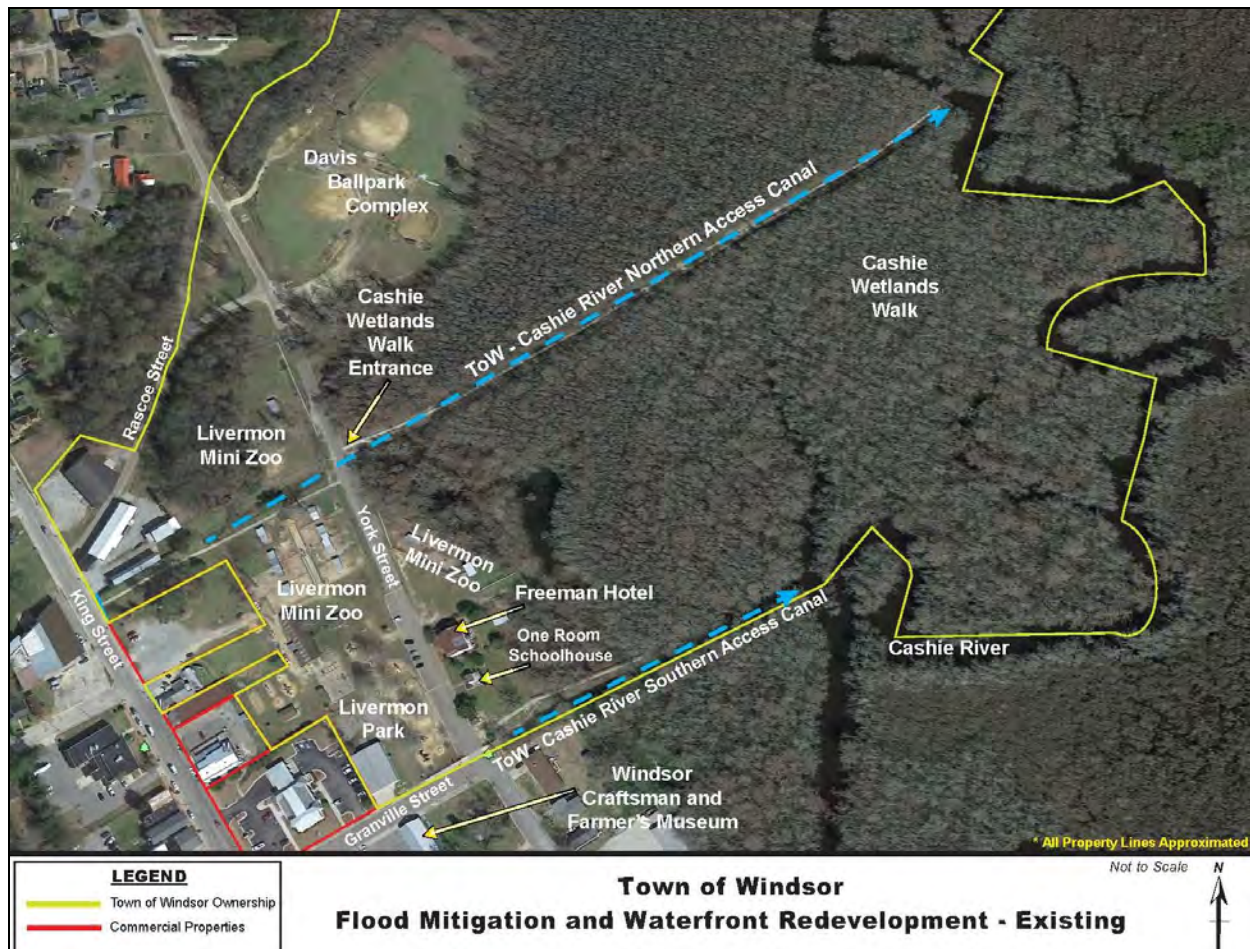 Davis
Ballpark
Complex
ToW - Cashie River Northern Access Canal
Cashie
Wetlands
Walk
Cashie
Wetlands
Walk
Entrance
Rascoe Street
Livermon
Mini Zoo
York Street
Livermon
Mini Zoo
Livermon
Mini Zoo
Freeman Hotel
One Room
Schoolhouse
King Street
Cashie River
ToW - Cashie River Southern Access Canal
Livermon
Park
Granville Street
Windsor
Craftsman and
Farmer's Museum
* All Property Lines Approximated
LEGEND
Town of Windsor Ownership
Commercial Properties
Town of Windsor
Flood Mitigation and Waterfront Redevelopment - Existing
Not to Scale
N